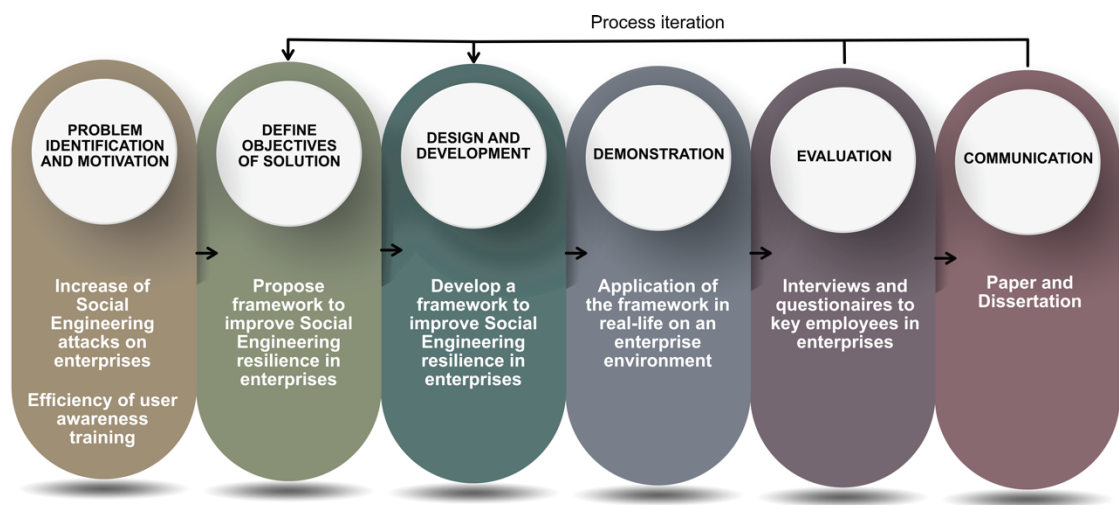 Process iteration
PROBLEM
IDENTIFICATION
AND MOTIVATION
Increase of
Social
Engineering
attacks on
enterprises
Efficiency of user
awareness
training
DEFINE
OBJECTIVES
OF SOLUTION
Propose
framework to
improve Social
Engineering
resilience in
enterprises
DESIGN AND
DEVELOPMENT
Develop a
framework to
improve Social
Engineering
resilience in
enterprises
DEMONSTRATION
Application of
the framework in
real-life on an
enterprise
environment
EVALUATION
Interviews and
questionaires to
key employees in
enterprises
COMMUNICATION
Paper and
Dissertation